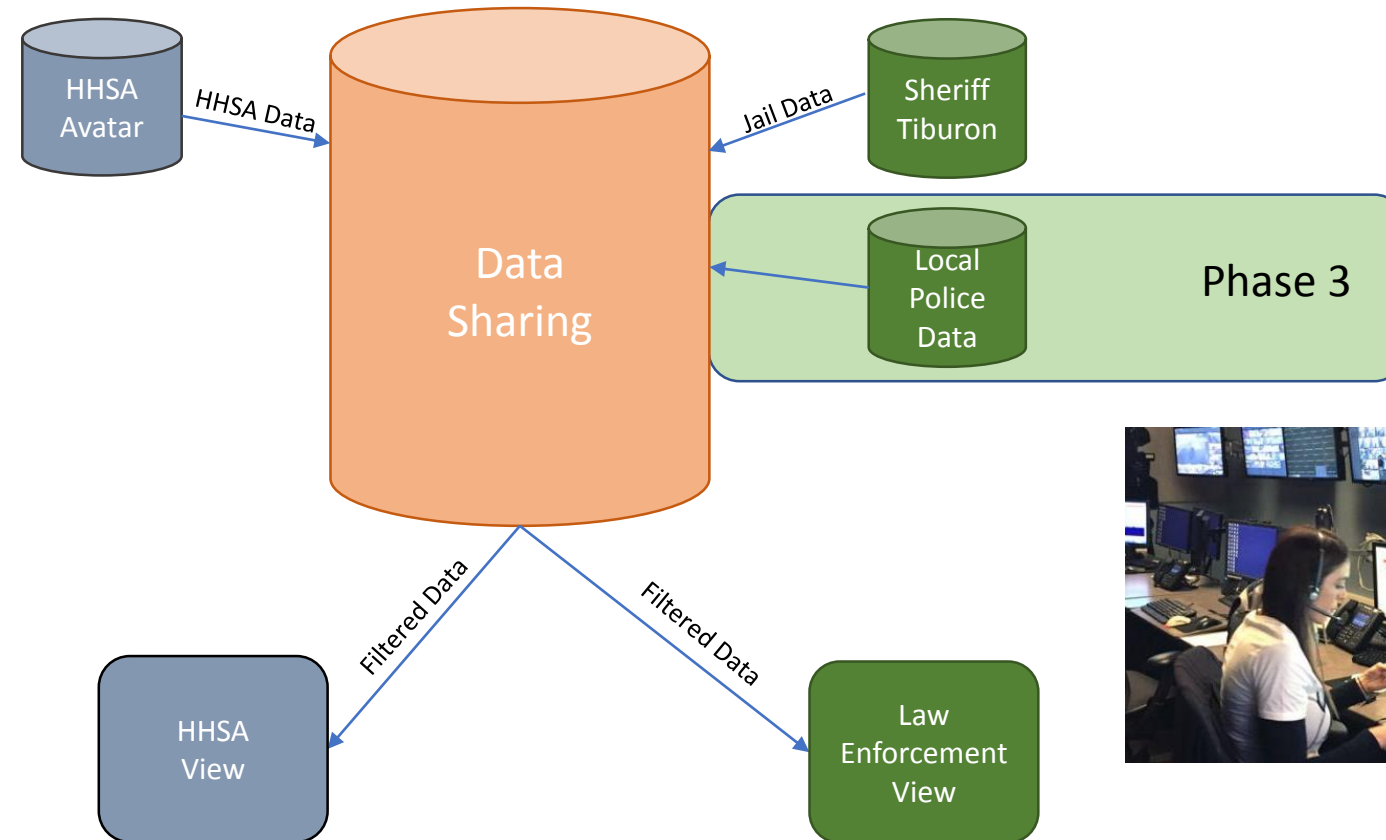 HHSA
Avatar
HHSA Data
Jail Data
Sheriff
Tiburon
Data
Sharing
Local
Police
Data
Phase 3
Filtered Data
Filtered Data
HHSA
View
Law
Enforcement
View